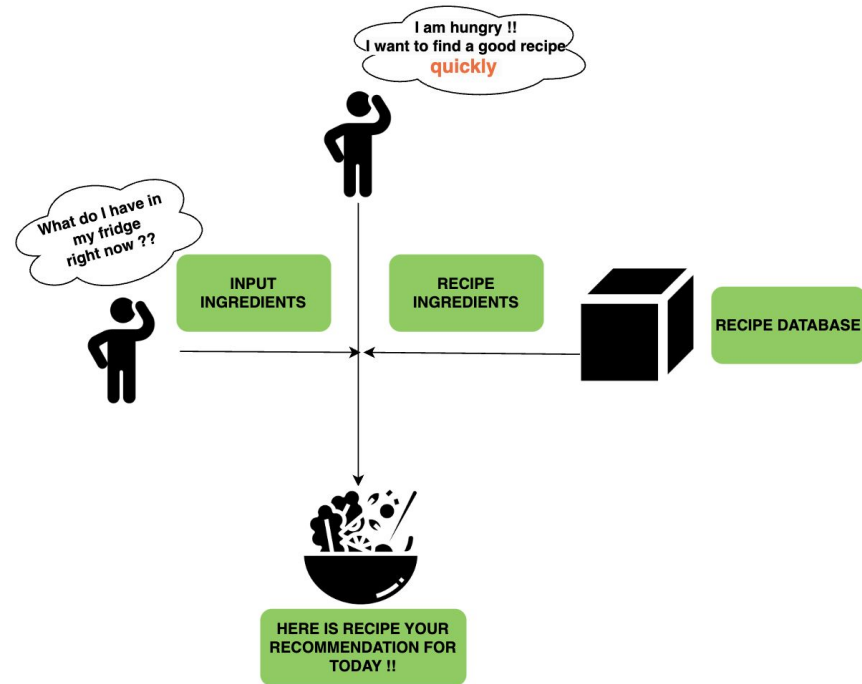 I am hungry !!
I want to find a good recipe
quickly
What do I have in
my fridge
right now ??
INPUT
INGREDIENTS
RECIPE
INGREDIENTS
RECIPE DATABASE
HERE IS RECIPE YOUR
RECOMMENDATION FOR
TODAY !!